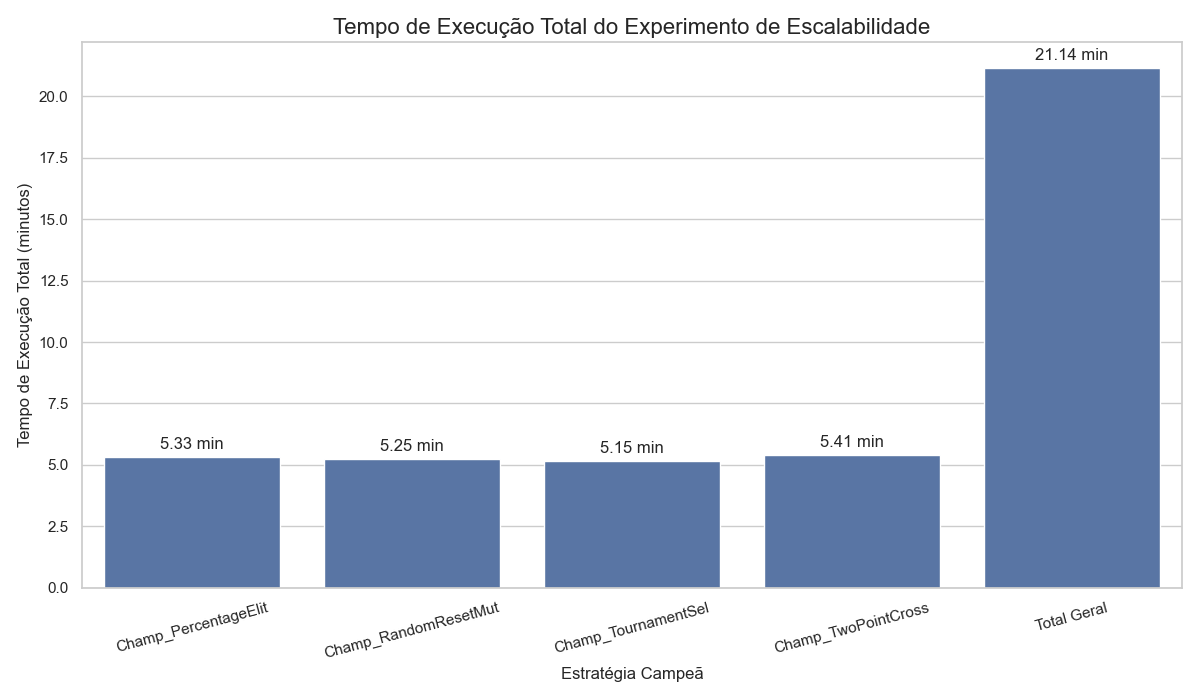 Tempo de Execução Total do Experimento de Escalabilidade
Tempo de Execução Total (minutos)
20.0
17.5
15.0
12.5
10.0
7.5
5.0
2.5
0.0
5.33 min
5.25 min
5.15 min
5.41 min
21.14 min
Champ_PercentageElit
Champ_RandomResetMut
Champ_TournamentSel
Champ_TwoPointCross
Total Geral
Estratégia Campeã